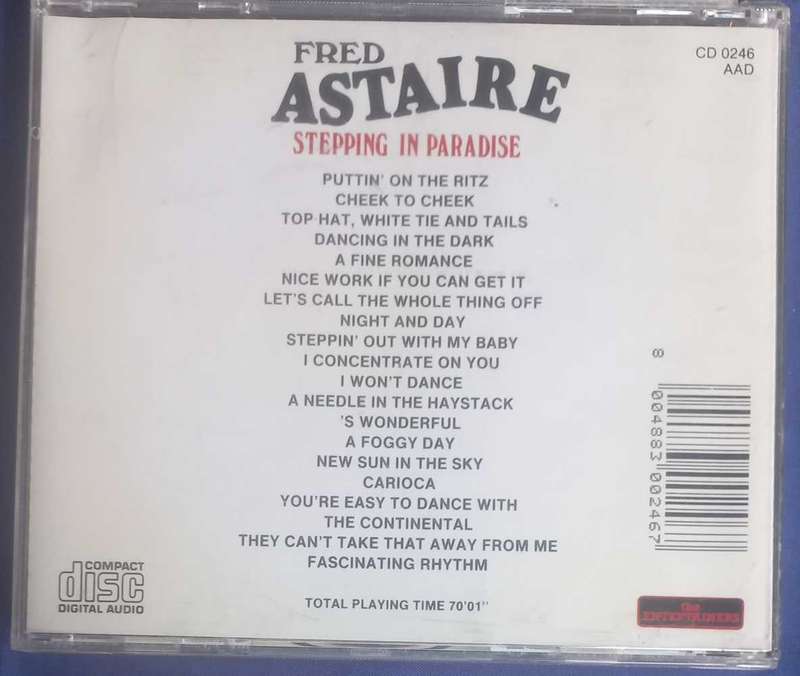 FRED
ASTAIRE
STEPPING IN PARADISE
CD 0246
AAD
PUTTIN' ON THE RITZ
CHEEK TO CHEEK
TOP HAT, WHITE TIE AND TAILS
DANCING IN THE DARK
A FINE ROMANCE
NICE WORK IF YOU CAN GET IT
LET'S CALL THE WHOLE THING OFF
NIGHT AND DAY
STEPPIN' OUT WITH MY BABY
I CONCENTRATE ON YOU
I WON'T DANCE
A NEEDLE IN THE HAYSTACK
'S WONDERFUL
A FOGGY DAY
NEW SUN IN THE SKY
CARIOCA
YOU'RE EASY TO DANCE WITH
THE CONTINENTAL
THEY CAN'T TAKE THAT AWAY FROM ME
FASCINATING RHYTHM
TOTAL PLAYING TIME 70'01"
8 004883 002467
COMPACT
disc
DIGITAL AUDIO
the
ENTERTAINERS